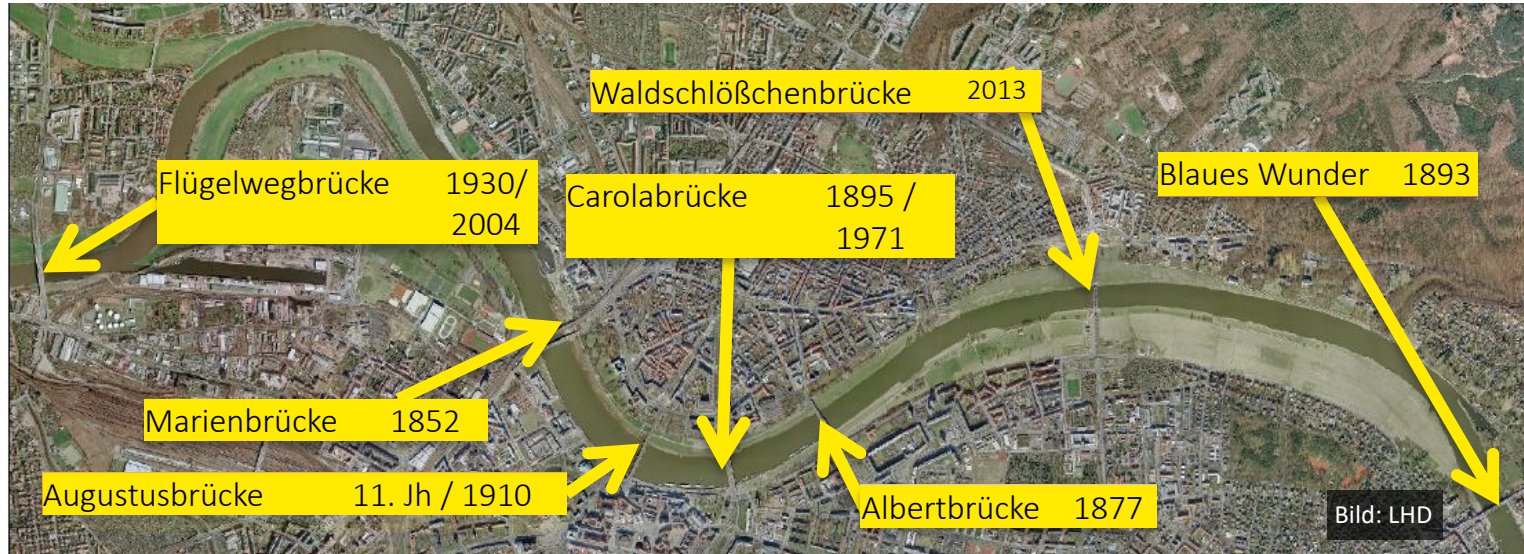 Waldschlößchenbrücke 2013
Blaues Wunder 1893
Flügelwegbrücke 1930/
2004
Carolabrücke 1895 /
1971
Marienbrücke 1852
Augustusbrücke 11. Jh / 1910
Albertbrücke 1877
Bild: LHD